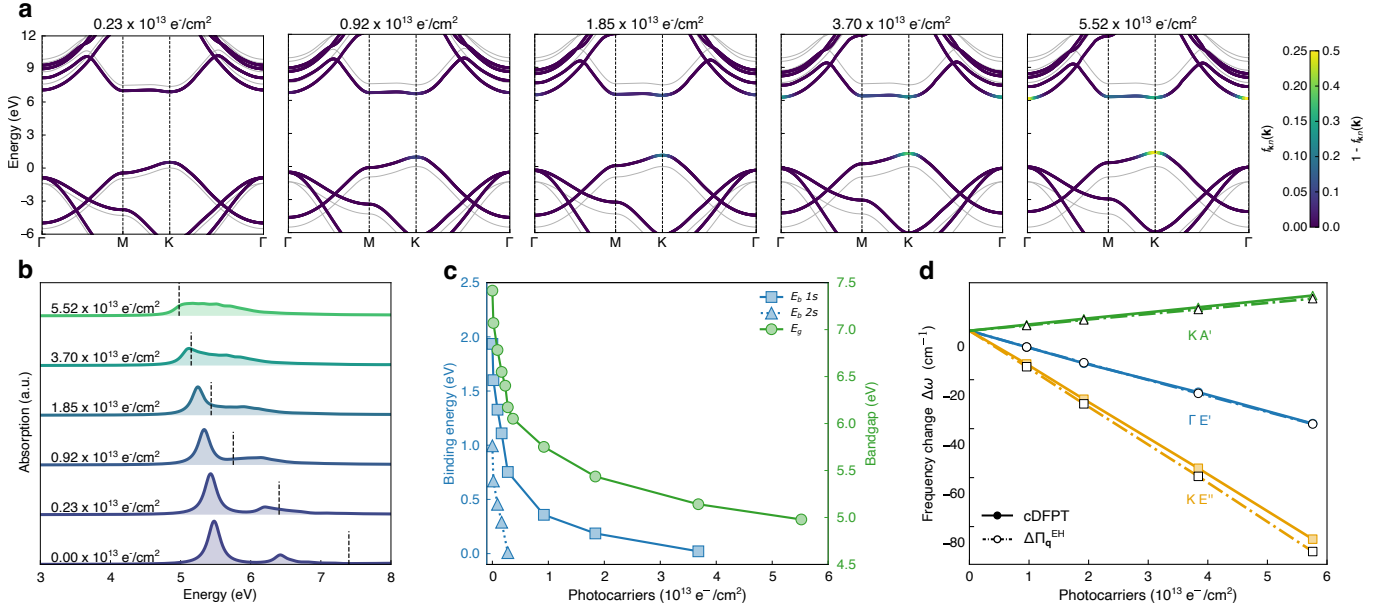 a
0.23 x 10¹³ e⁻/cm²
0.92 x 10¹³ e⁻/cm²
1.85 x 10¹³ e⁻/cm²
3.70 x 10¹³ e⁻/cm²
5.52 x 10¹³ e⁻/cm²
Energy (eV)
12
9
6
3
0
−3
−6
Γ M K Γ
Γ M K Γ
Γ M K Γ
Γ M K Γ
Γ M K Γ
0.25 0.5
0.20 0.4
0.15 0.3
0.10 0.2
0.05 0.1
0.00 0.0
fₖₙ(k)
1 - fₖₙ(k)
b
Absorption (a.u.)
5.52 x 10¹³ e⁻/cm²
3.70 x 10¹³ e⁻/cm²
1.85 x 10¹³ e⁻/cm²
0.92 x 10¹³ e⁻/cm²
0.23 x 10¹³ e⁻/cm²
0.00 x 10¹³ e⁻/cm²
3 4 5 6 7 8
Energy (eV)
c
Binding energy (eV)
2.5
2.0
1.5
1.0
0.5
0.0
E_b 1s
E_b 2s
E_g
7.5
7.0
6.5
6.0
5.5
5.0
4.5
Bandgap (eV)
0 1 2 3 4 5 6
Photocarriers (10¹³ e⁻/cm²)
d
Frequency change Δω (cm⁻¹)
0
−20
−40
−60
−80
K A'
Γ E'
K E''
cDFPT
ΔΠ_q^EH
0 1 2 3 4 5 6
Photocarriers (10¹³ e⁻/cm²)